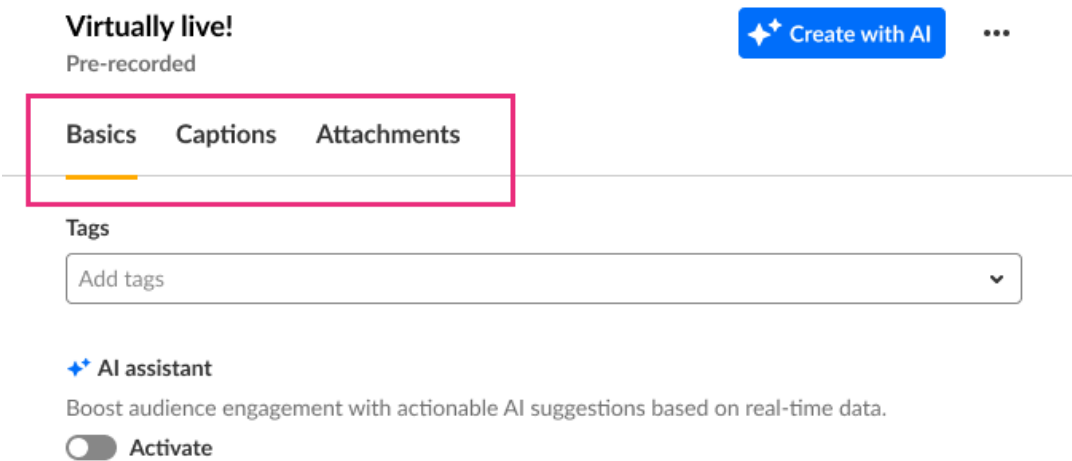 Virtually live!
Create with AI
Pre-recorded
Basics Captions Attachments
Tags
Add tags
AI assistant
Boost audience engagement with actionable AI suggestions based on real-time data.
Activate